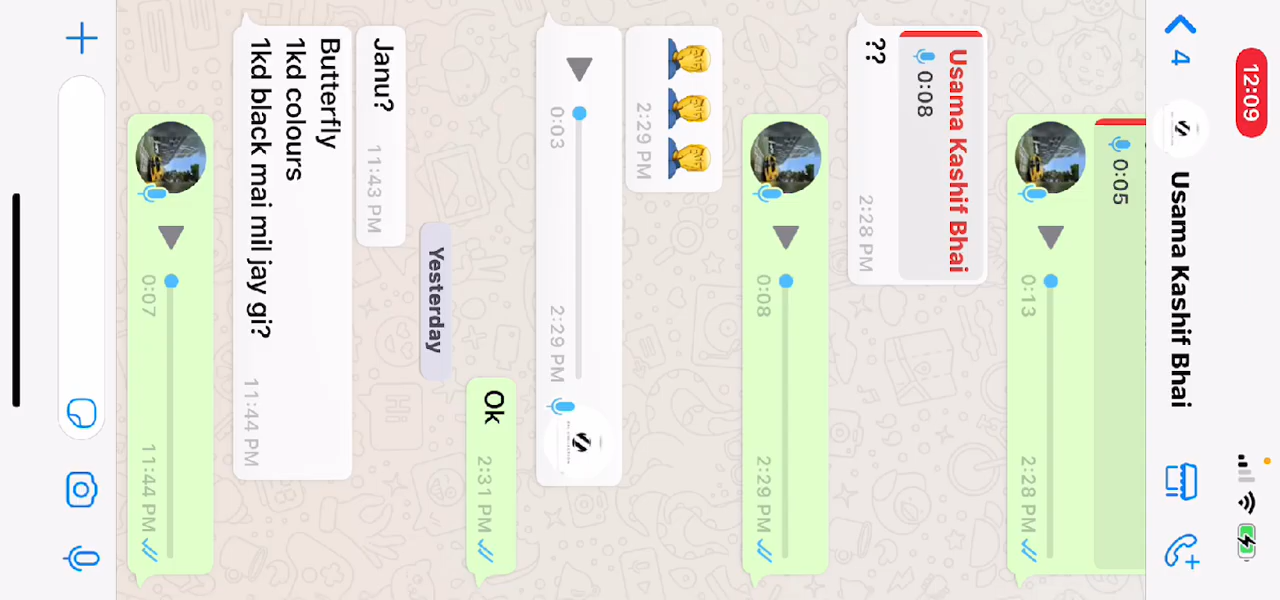 12:09
4
Usama Kashif Bhai
0:05
0:13
2:28 PM
Usama Kashif Bhai
0:08
??
2:28 PM
0:08
2:29 PM
🤦‍♂️🤦‍♂️🤦‍♂️
2:29 PM
0:03
2:29 PM
Ok
2:31 PM
Yesterday
Janu?
11:43 PM
Butterfly
1kd colours
1kd black mai mil jay gi?
11:44 PM
0:07
11:44 PM